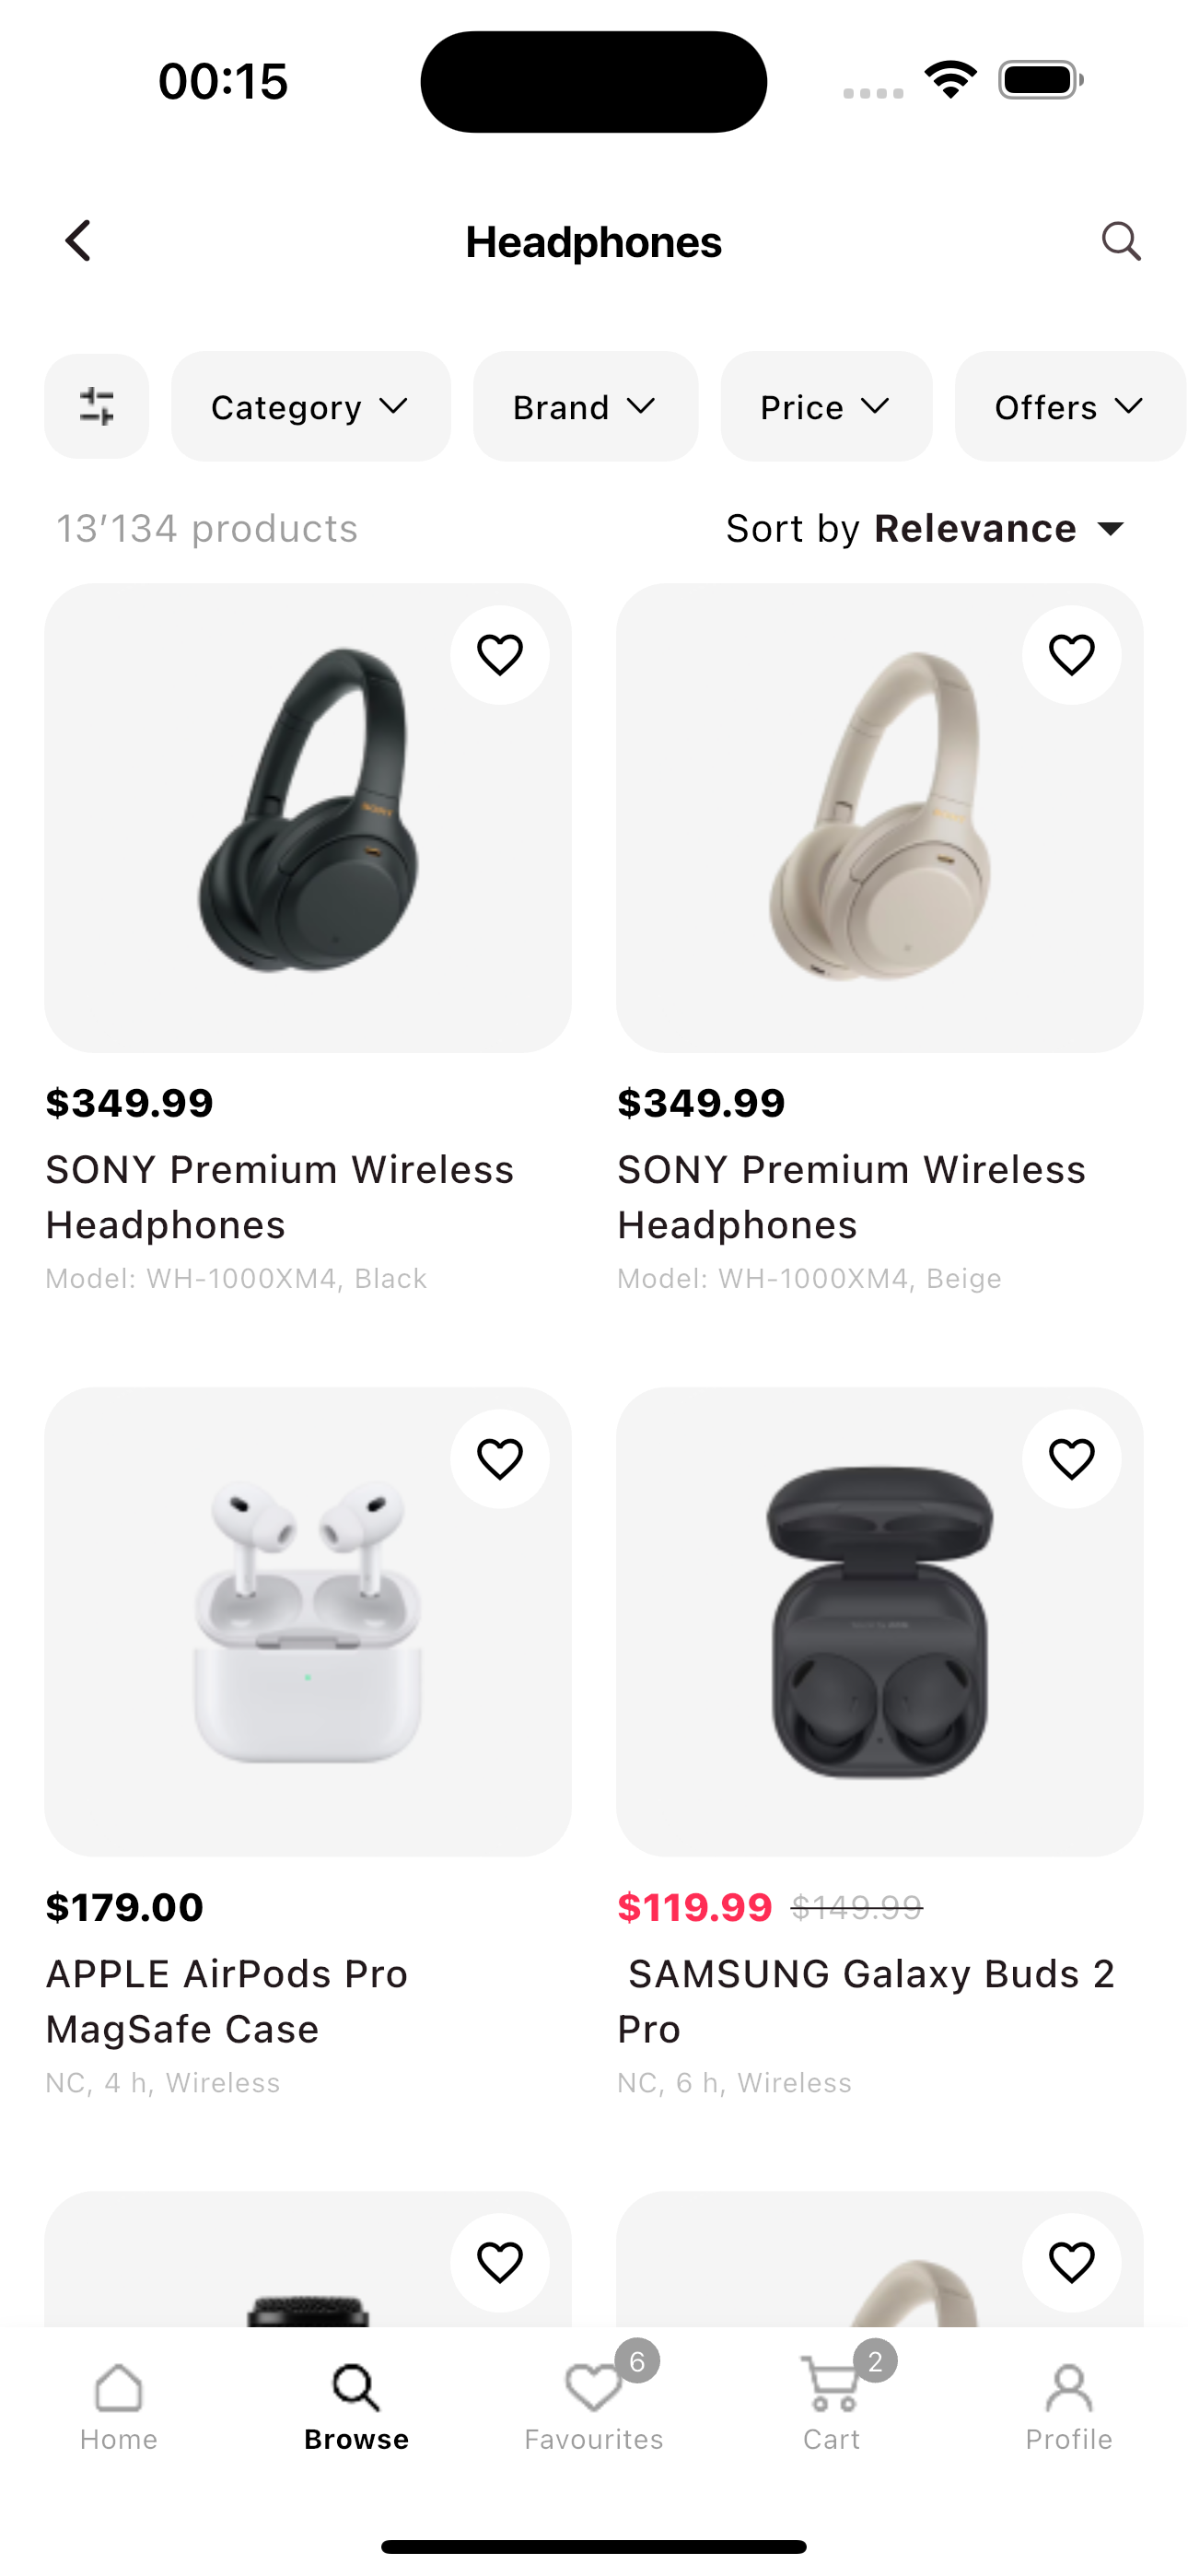 00:15
Headphones
Category
Brand
Price
Offers
13’134 products
Sort by Relevance
$349.99
SONY Premium Wireless
Headphones
Model: WH-1000XM4, Black
$349.99
SONY Premium Wireless
Headphones
Model: WH-1000XM4, Beige
$179.00
APPLE AirPods Pro
MagSafe Case
NC, 4 h, Wireless
$119.99 $149.99
SAMSUNG Galaxy Buds 2
Pro
NC, 6 h, Wireless
Home
Browse
6
Favourites
2
Cart
Profile